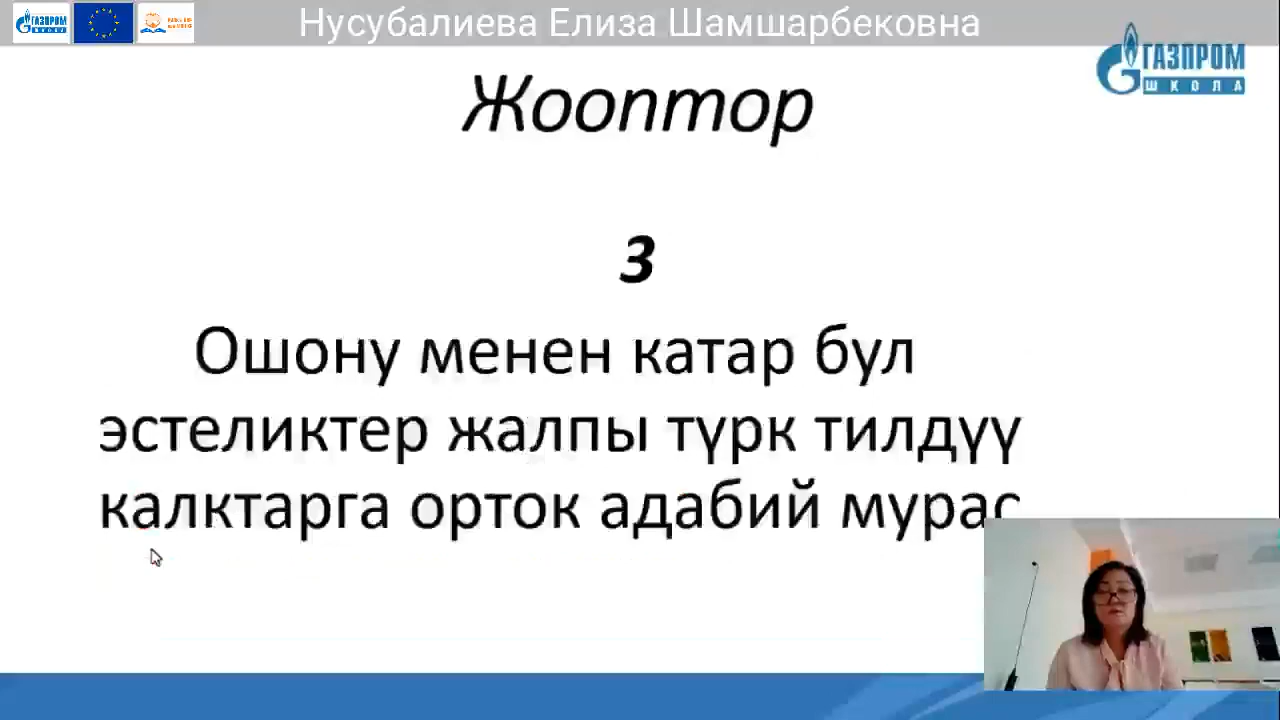 Нусубалиева Елиза Шамшарбековна
ГАЗПРОМ
ШКОЛА
Жооптор
3
Ошону менен катар бул
эстеликтер жалпы түрк тилдүү
калктарга орток адабий мурас